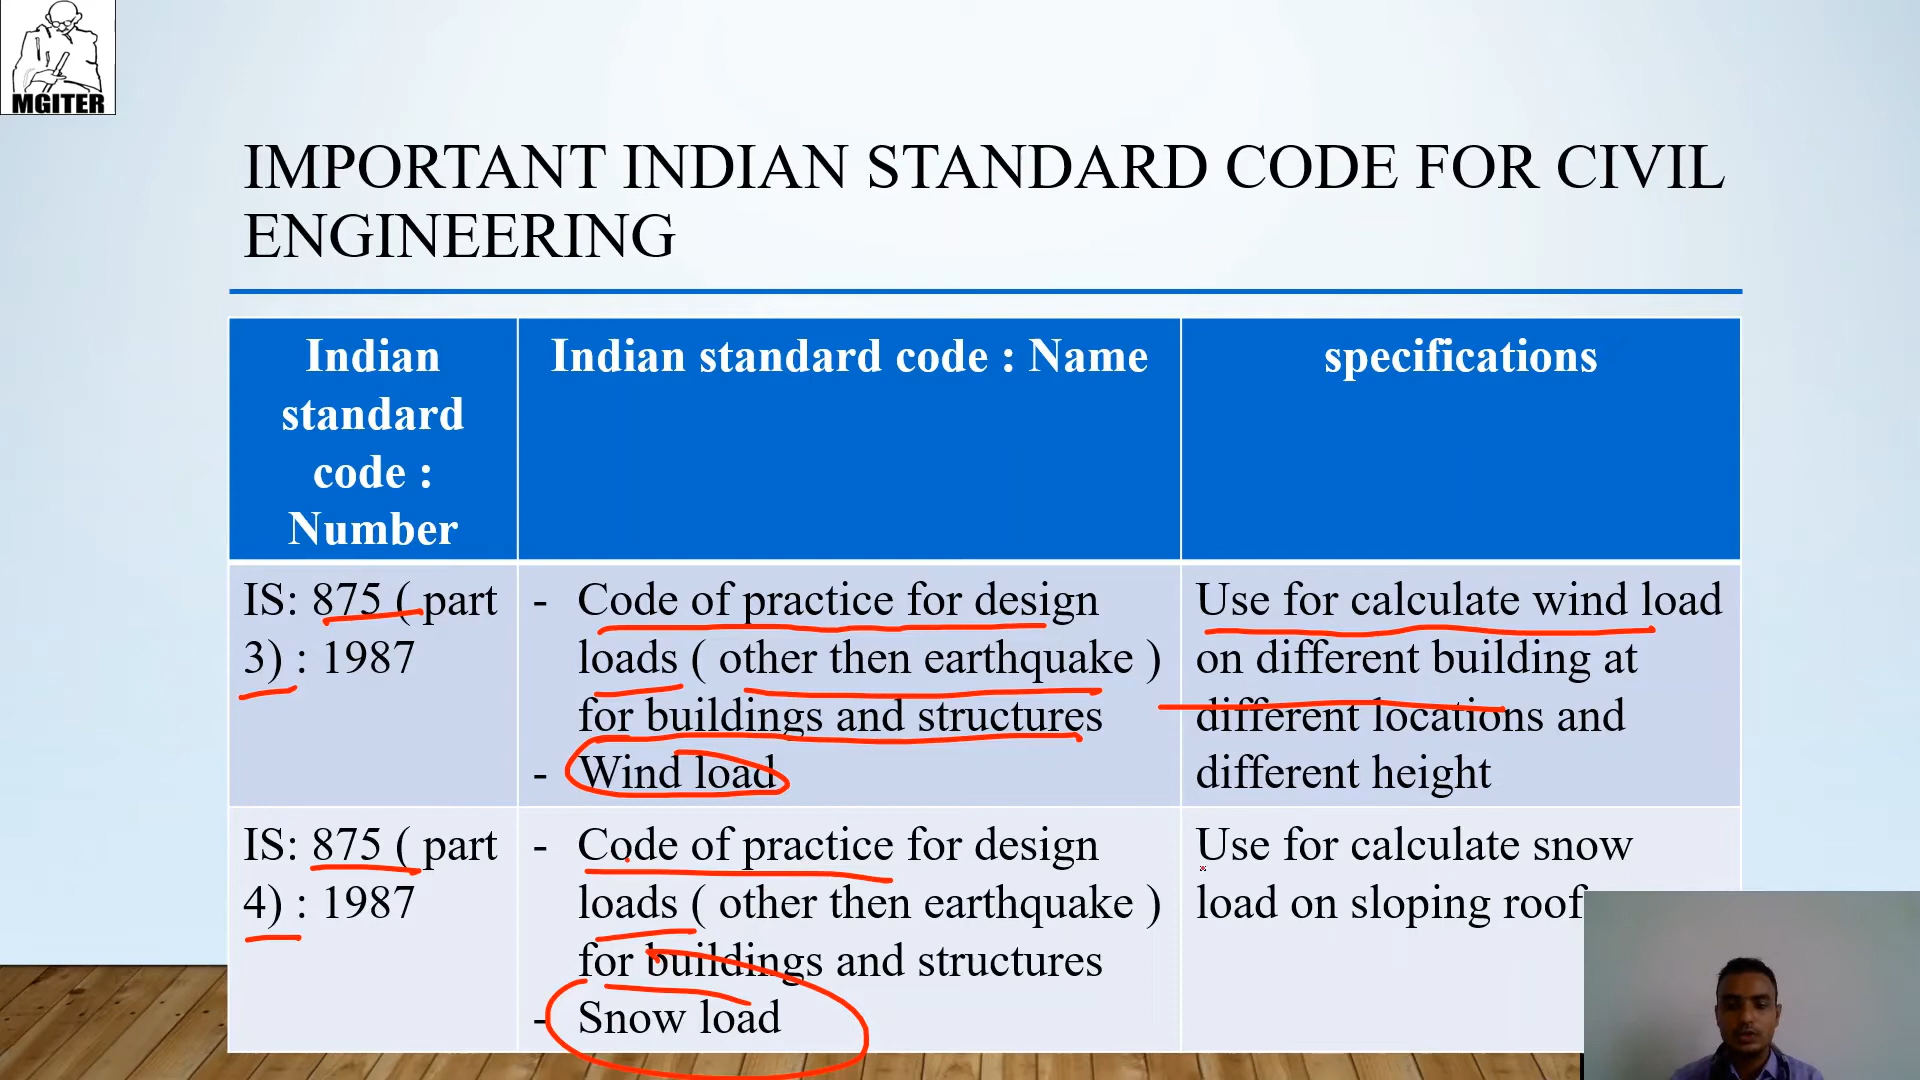 MGITER
IMPORTANT INDIAN STANDARD CODE FOR CIVIL
ENGINEERING
Indian
standard
code :
Number
Indian standard code : Name
specifications
IS: 875 ( part
3) : 1987
- Code of practice for design
loads ( other then earthquake )
for buildings and structures
- Wind load
Use for calculate wind load
on different building at
different locations and
different height
IS: 875 ( part
4) : 1987
- Code of practice for design
loads ( other then earthquake )
for buildings and structures
- Snow load
Use for calculate snow
load on sloping roof